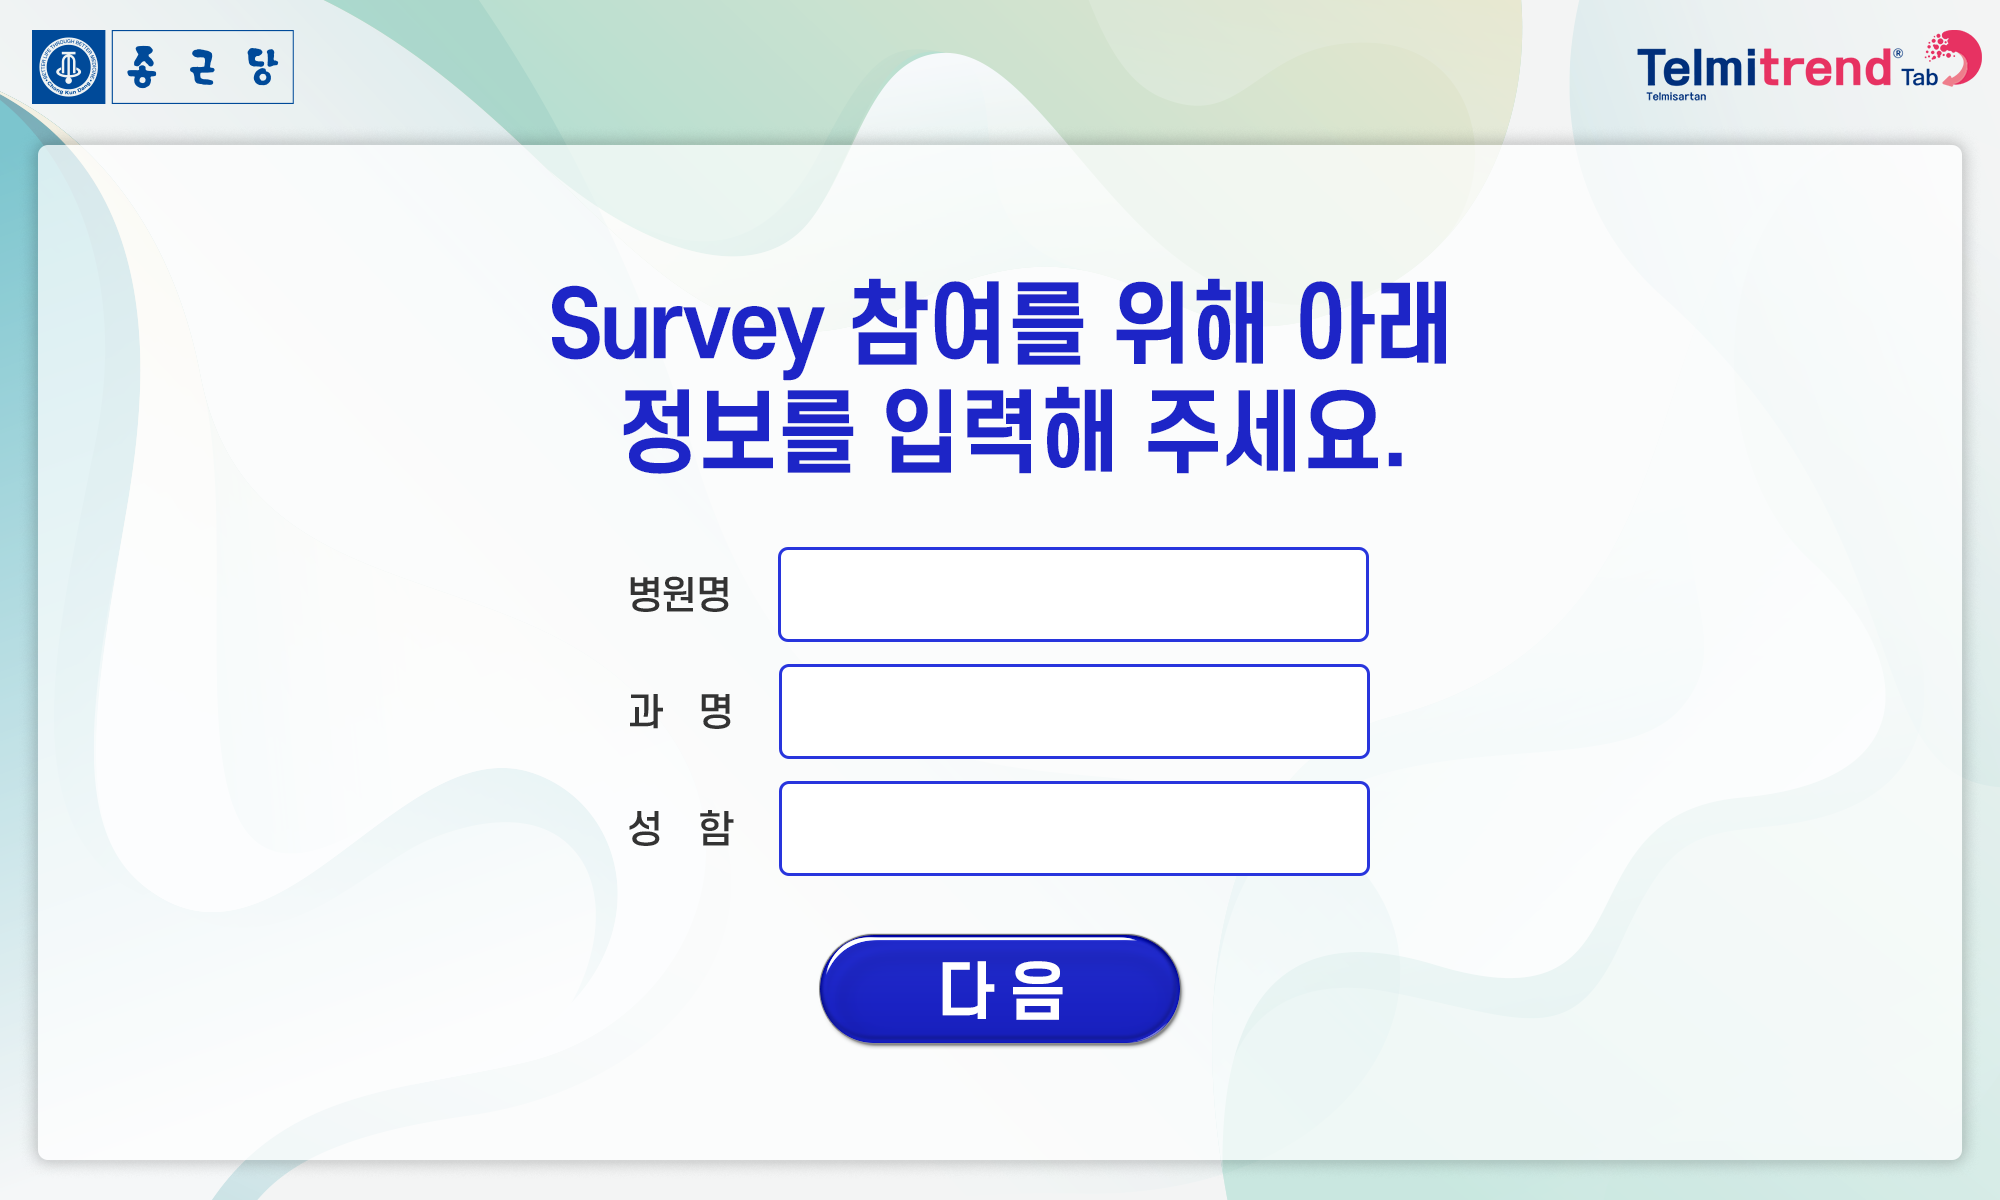 종근당
Telmitrend® Tab
Telmisartan
Survey 참여를 위해 아래
정보를 입력해 주세요.
병원명
과 명
성 함
다음